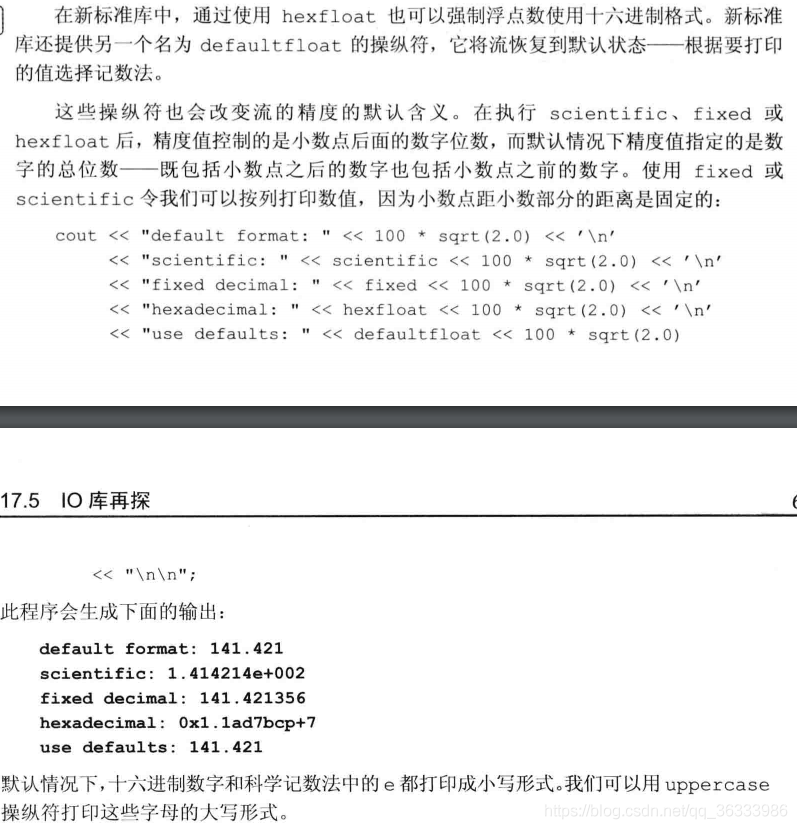 在新标准库中，通过使用 hexfloat 也可以强制浮点数使用十六进制格式。新标准
库还提供另一个名为 defaultfloat 的操纵符，它将流恢复到默认状态——根据要打印
的值选择记数法。
这些操纵符也会改变流的精度的默认含义。在执行 scientific、fixed 或
hexfloat 后，精度值控制的是小数点后面的数字位数，而默认情况下精度值指定的是数
字的总位数——既包括小数点之后的数字也包括小数点之前的数字。使用 fixed 或
scientific 令我们可以按列打印数值，因为小数点距小数部分的距离是固定的：
cout << "default format: " << 100 * sqrt(2.0) << '\n'
<< "scientific: " << scientific << 100 * sqrt(2.0) << '\n'
<< "fixed decimal: " << fixed << 100 * sqrt(2.0) << '\n'
<< "hexadecimal: " << hexfloat << 100 * sqrt(2.0) << '\n'
<< "use defaults: " << defaultfloat << 100 * sqrt(2.0)
17.5 IO 库再探
<< "\n\n";
此程序会生成下面的输出：
default format: 141.421
scientific: 1.414214e+002
fixed decimal: 141.421356
hexadecimal: 0x1.1ad7bcp+7
use defaults: 141.421
默认情况下，十六进制数字和科学记数法中的 e 都打印成小写形式。我们可以用 uppercase
操纵符打印这些字母的大写形式。
https://blog.csdn.net/qq_36333986